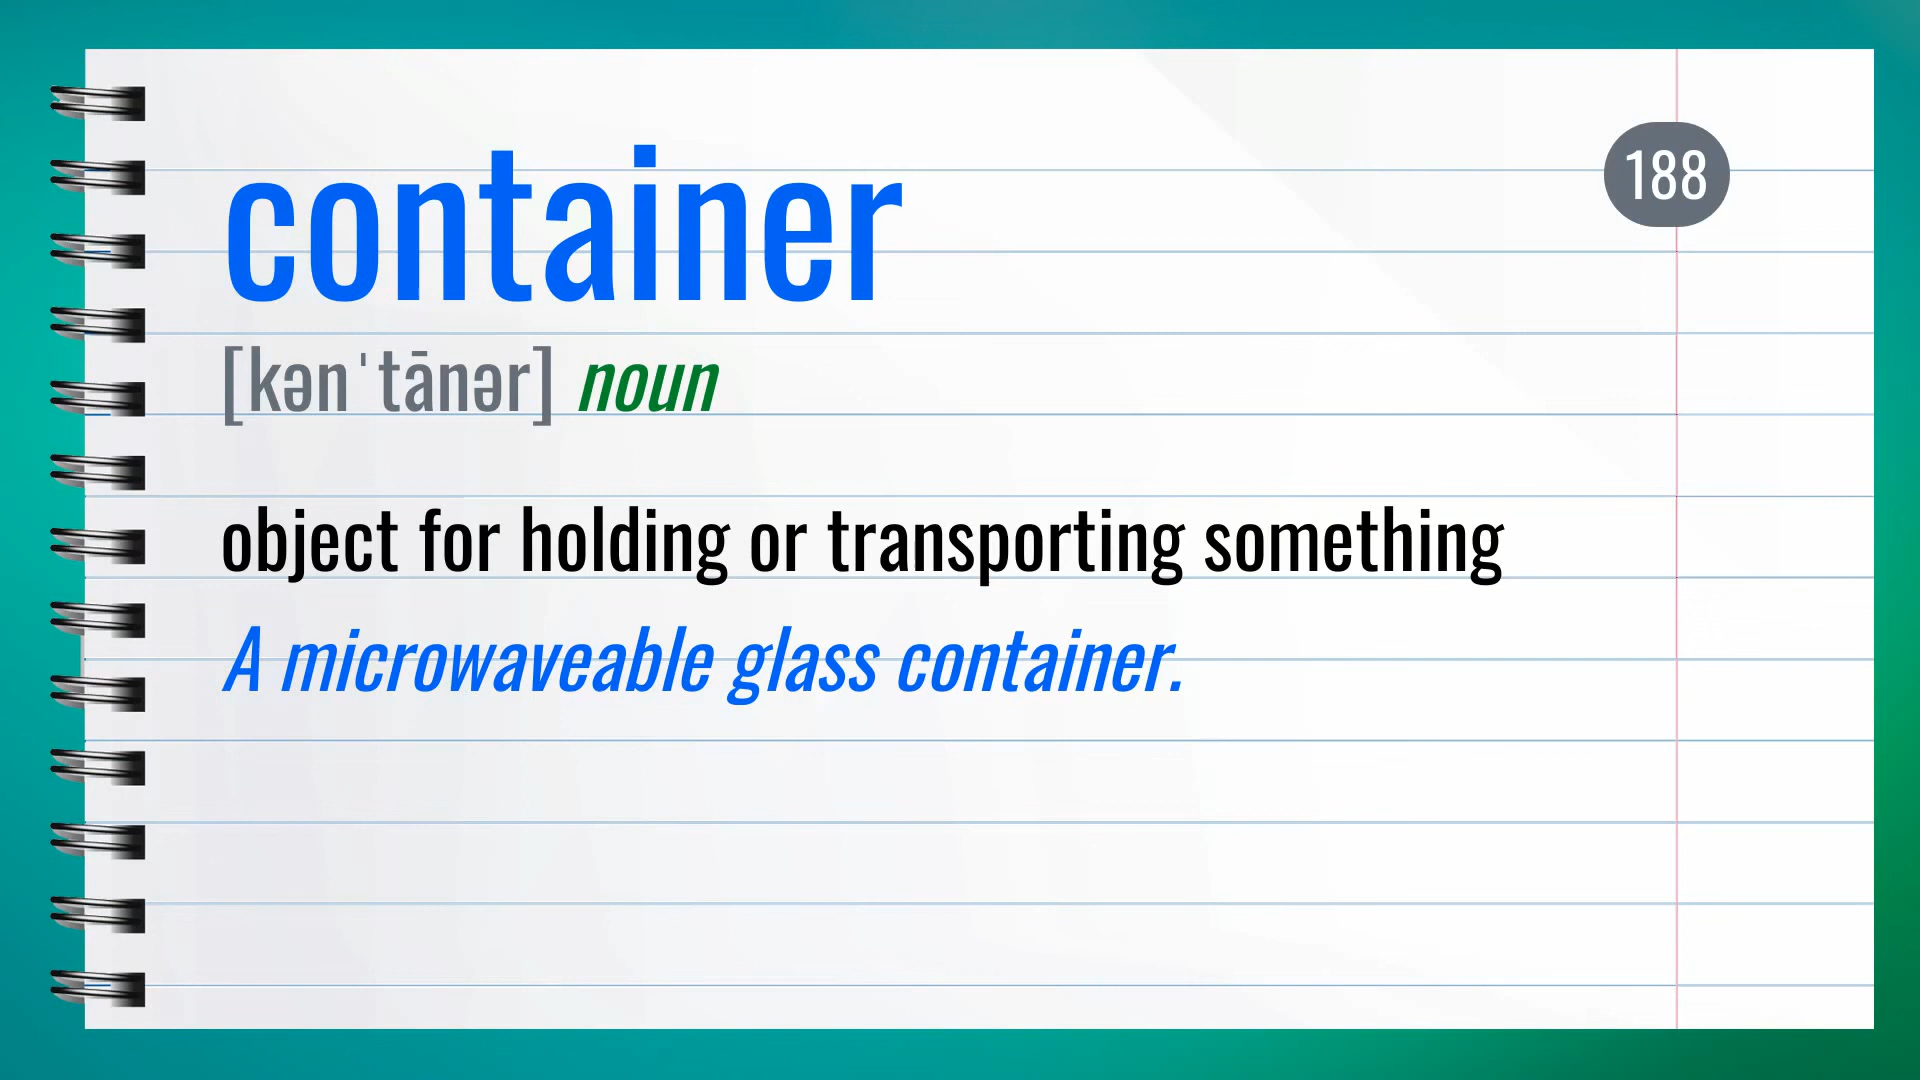 container
188
[kənˈtānər] noun
object for holding or transporting something
A microwaveable glass container.